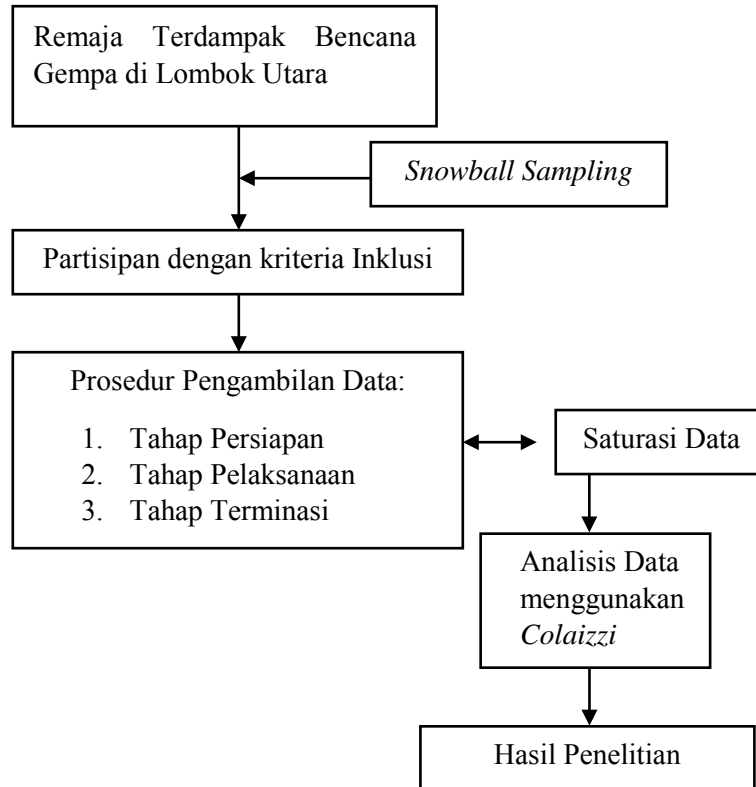 Remaja Terdampak Bencana
Gempa di Lombok Utara
Snowball Sampling
Partisipan dengan kriteria Inklusi
Prosedur Pengambilan Data:
1. Tahap Persiapan
2. Tahap Pelaksanaan
3. Tahap Terminasi
Saturasi Data
Analisis Data
menggunakan
Colaizzi
Hasil Penelitian